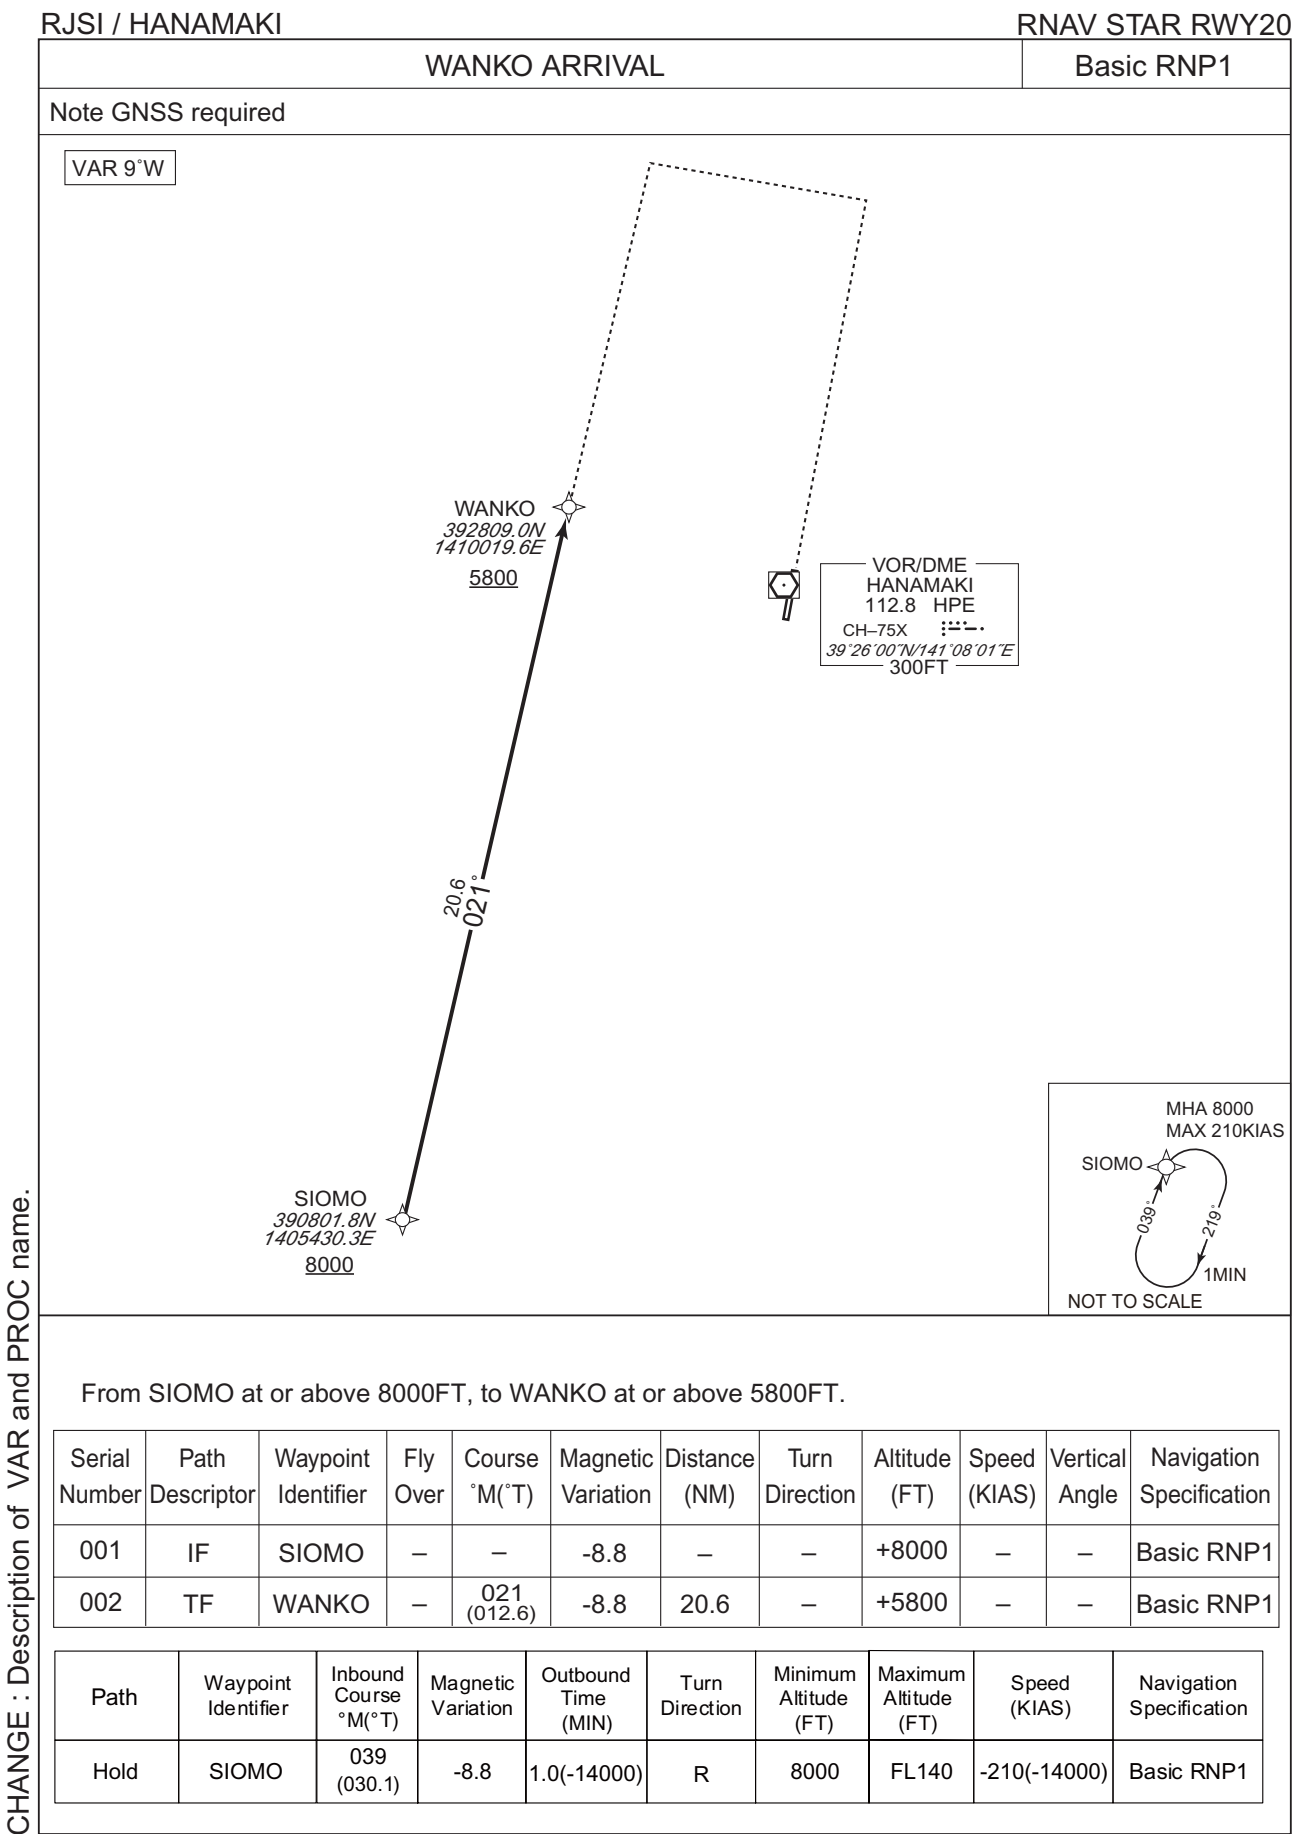 RJSI / HANAMAKI
RNAV STAR RWY20
WANKO ARRIVAL
Basic RNP1
Note GNSS required
VAR 9°W
WANKO
392809.0N
1410019.6E
5800
VOR/DME
HANAMAKI
112.8 HPE
CH–75X
39°26′00″N/141°08′01″E
300FT
20.6
021°
SIOMO
390801.8N
1405430.3E
8000
MHA 8000
MAX 210KIAS
SIOMO
039°
219°
1MIN
NOT TO SCALE
CHANGE : Description of VAR and PROC name.
From SIOMO at or above 8000FT, to WANKO at or above 5800FT.
Serial Number Path Descriptor Waypoint Identifier Fly Over Course °M(°T) Magnetic Variation Distance (NM) Turn Direction Altitude (FT) Speed (KIAS) Vertical Angle Navigation Specification
001 IF SIOMO – – -8.8 – – +8000 – – Basic RNP1
002 TF WANKO – 021 (012.6) -8.8 20.6 – +5800 – – Basic RNP1
Path Waypoint Identifier Inbound Course °M(°T) Magnetic Variation Outbound Time (MIN) Turn Direction Minimum Altitude (FT) Maximum Altitude (FT) Speed (KIAS) Navigation Specification
Hold SIOMO 039 (030.1) -8.8 1.0(-14000) R 8000 FL140 -210(-14000) Basic RNP1